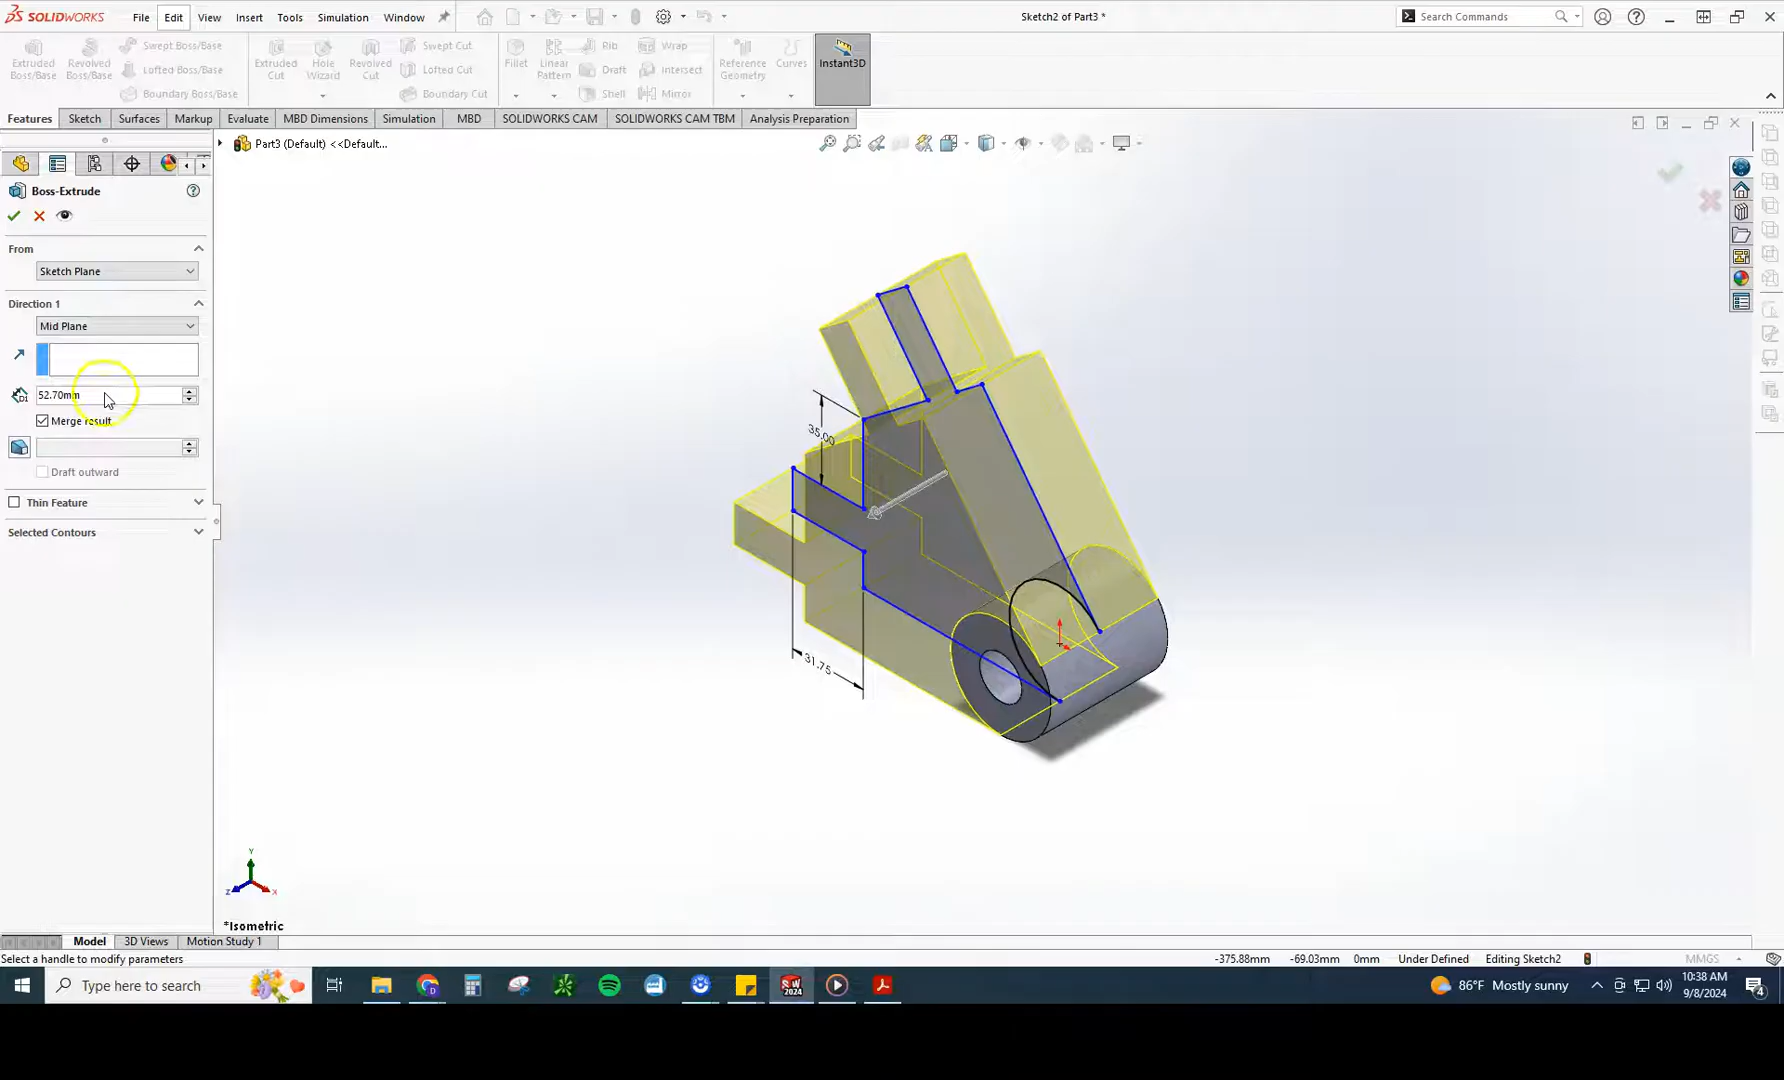 SOLIDWORKS
File
Edit
View
Insert
Tools
Simulation
Window
Sketch2 of Part3 *
Search Commands
Extruded Boss/Base
Revolved Boss/Base
Swept Boss/Base
Lofted Boss/Base
Boundary Boss/Base
Extruded Cut
Hole Wizard
Revolved Cut
Swept Cut
Lofted Cut
Boundary Cut
Fillet
Linear Pattern
Rib
Draft
Shell
Wrap
Intersect
Mirror
Reference Geometry
Curves
Instant3D
Features
Sketch
Surfaces
Markup
Evaluate
MBD Dimensions
Simulation
MBD
SOLIDWORKS CAM
SOLIDWORKS CAM TBM
Analysis Preparation
Part3 (Default) <<Default...
Boss-Extrude
From
Sketch Plane
Direction 1
Mid Plane
52.70mm
Merge result
Draft outward
Thin Feature
Selected Contours
35.00
31.75
Y
Z
X
*Isometric
Model
3D Views
Motion Study 1
Select a handle to modify parameters
-375.88mm
-69.03mm
0mm
Under Defined
Editing Sketch2
MMGS
Type here to search
SW
2024
86°F Mostly sunny
10:38 AM
9/8/2024
4